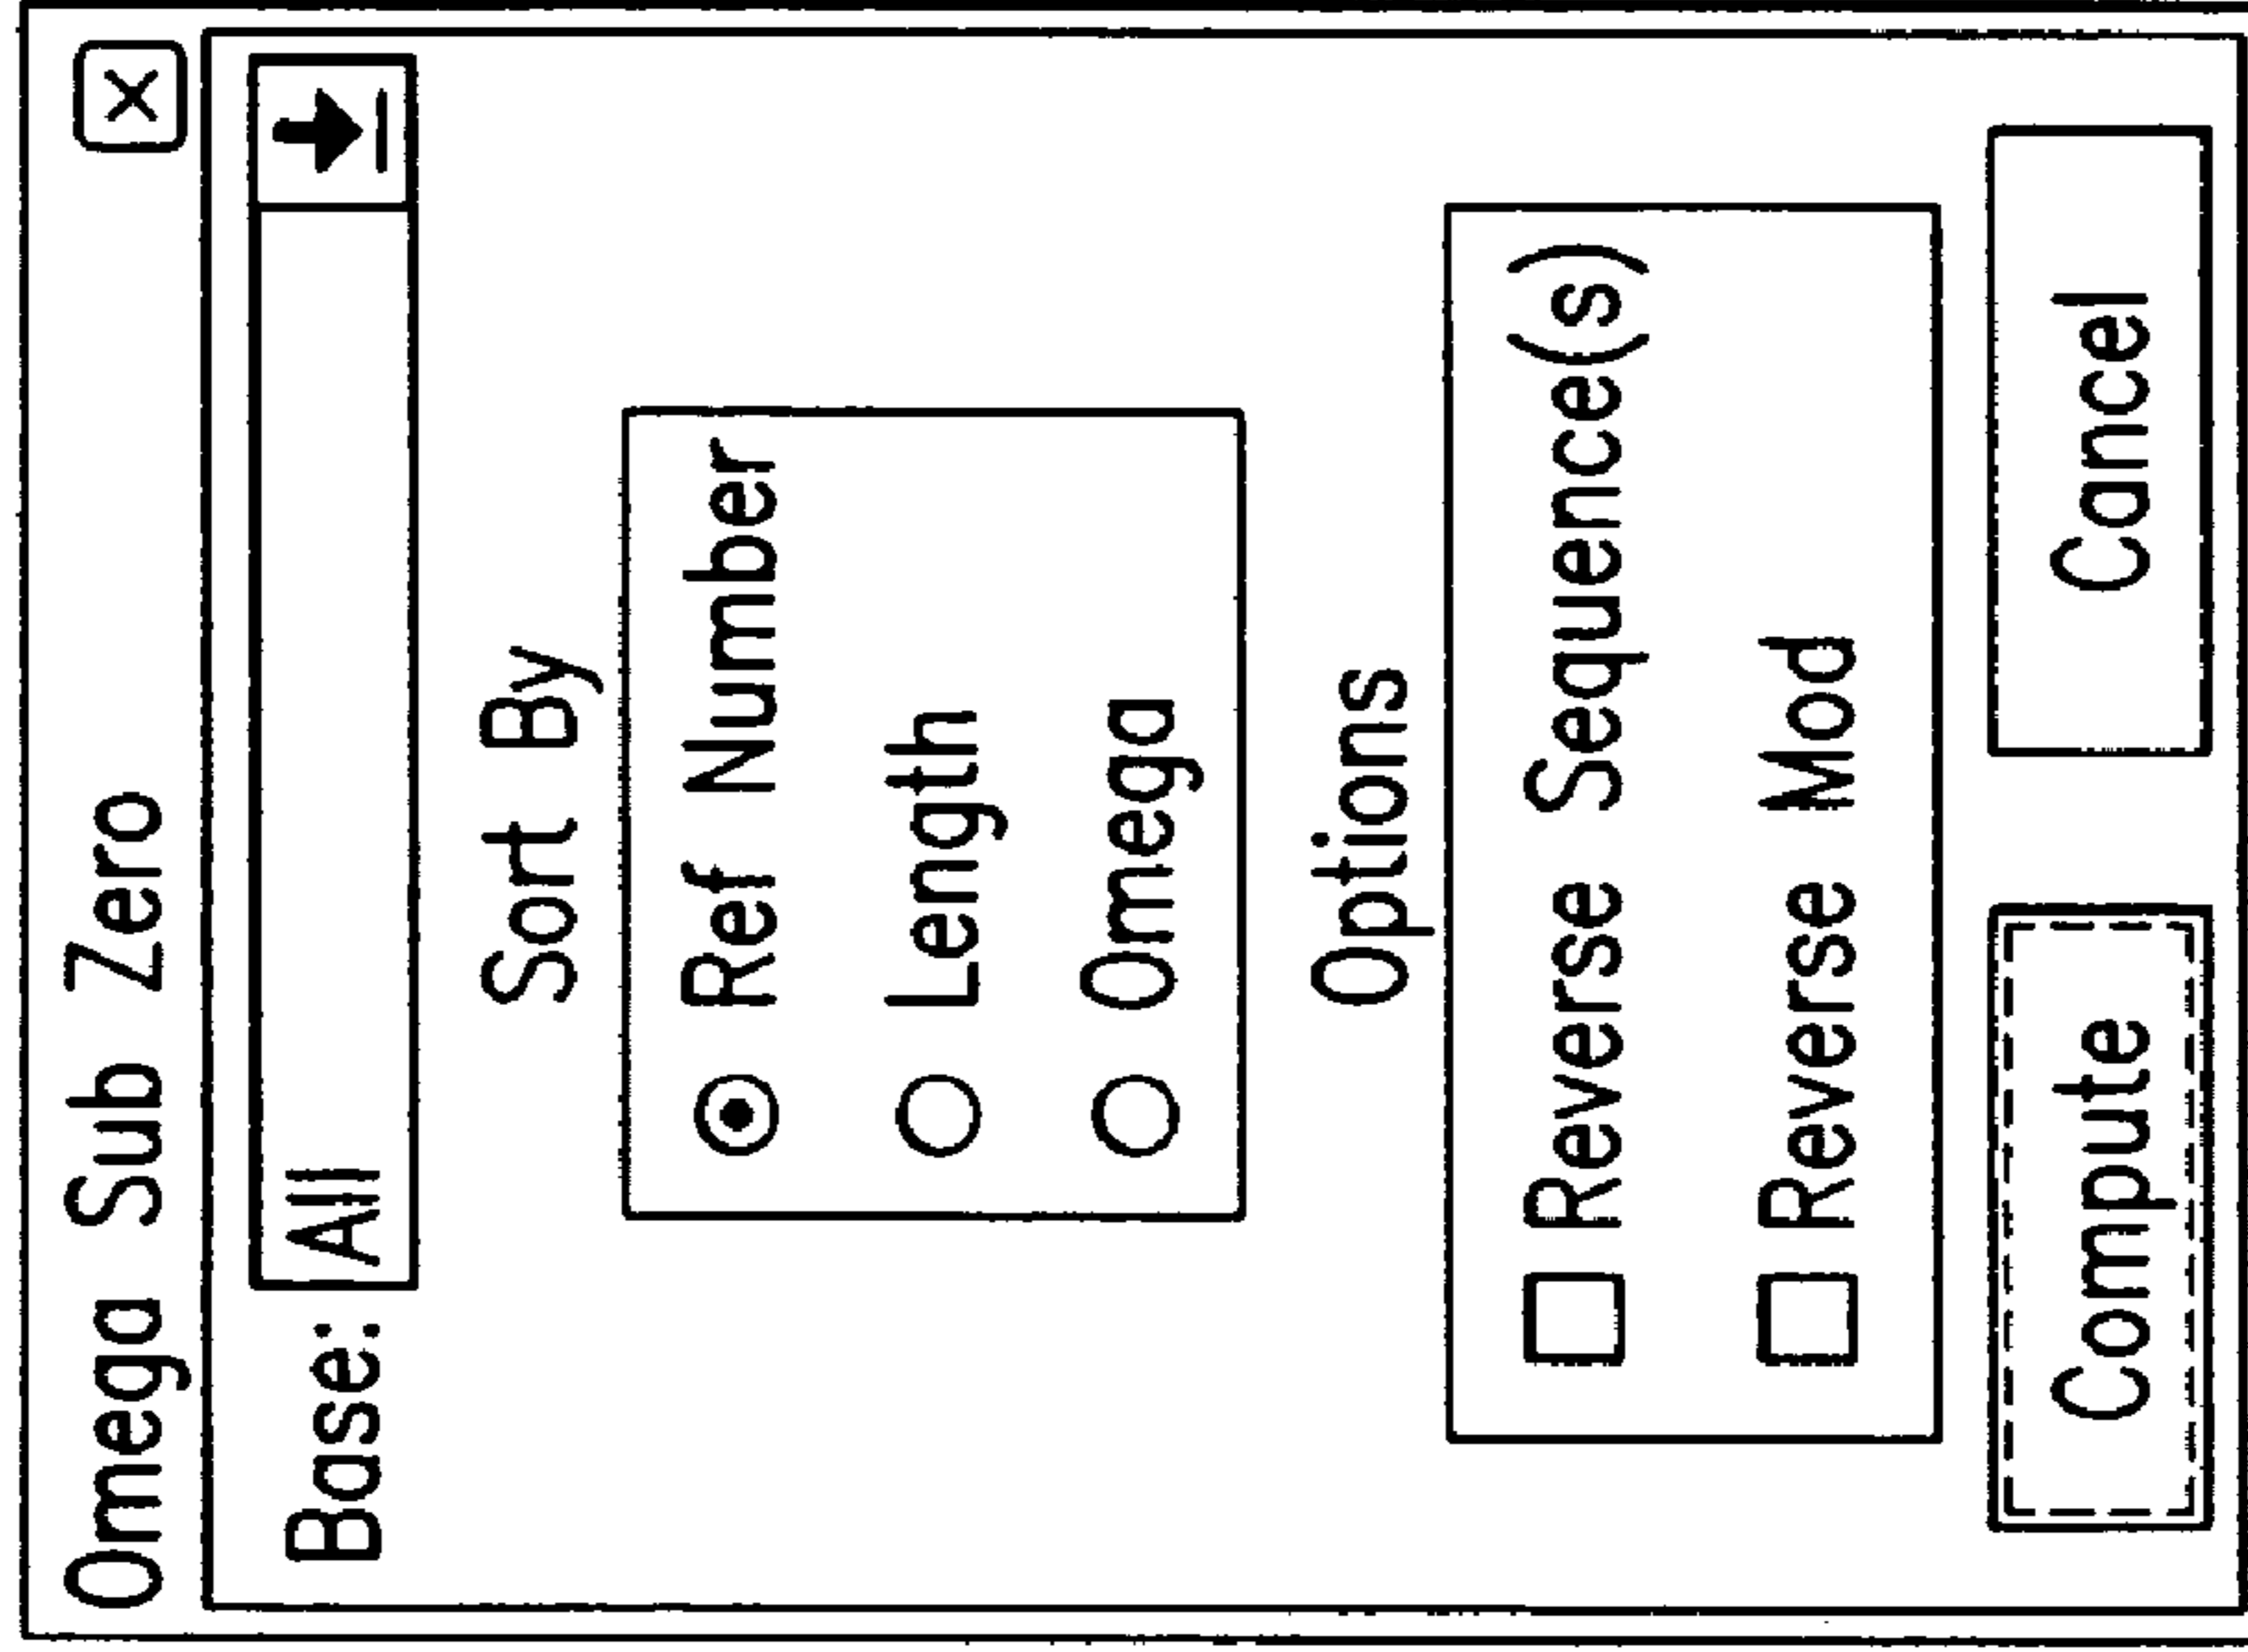 Omega Sub Zero X
Base: All
Sort By
Ref Number
Length
Omega
Options
Reverse Sequence(s)
Reverse Mod
Compute Cancel